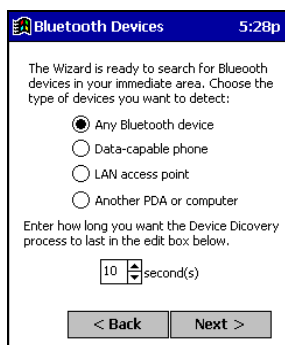 Bluetooth Devices 5:28p
The Wizard is ready to search for Blueooth
devices in your immediate area. Choose the
type of devices you want to detect:
Any Bluetooth device
Data-capable phone
LAN access point
Another PDA or computer
Enter how long you want the Device Dicovery
process to last in the edit box below.
10 second(s)
< Back Next >